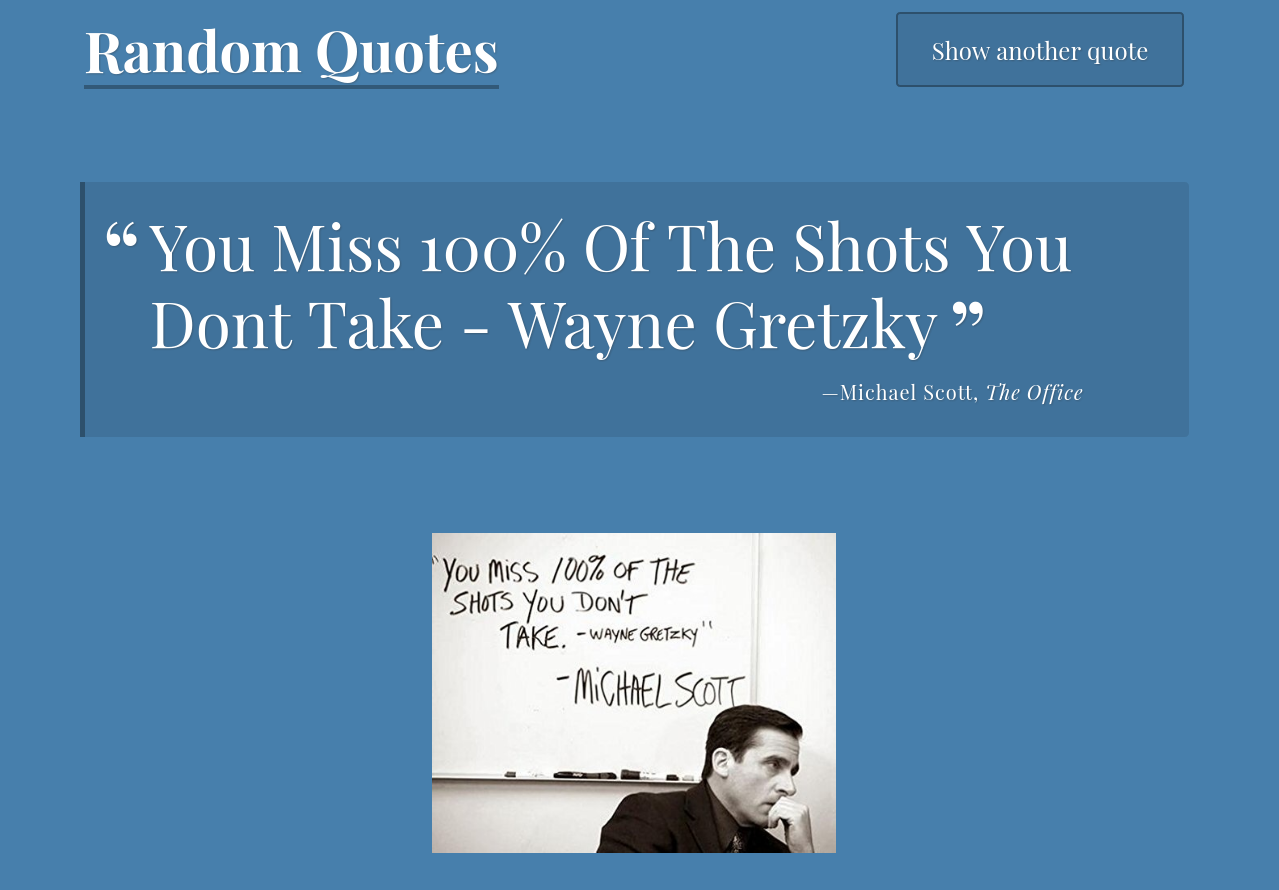 Random Quotes
Show another quote
“ You Miss 100% Of The Shots You
Dont Take - Wayne Gretzky ”
—Michael Scott, The Office
"YOU MISS 100% OF THE
SHOTS YOU DON'T
TAKE. - WAYNE GRETZKY"
- MiCHAEL SCOTT